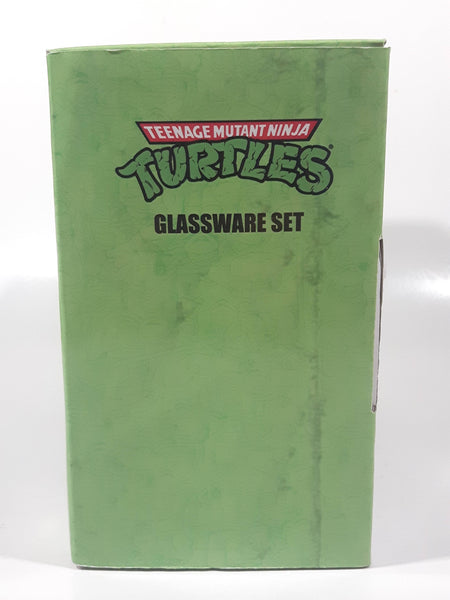 TEENAGE MUTANT NINJA
TURTLES®
GLASSWARE SET